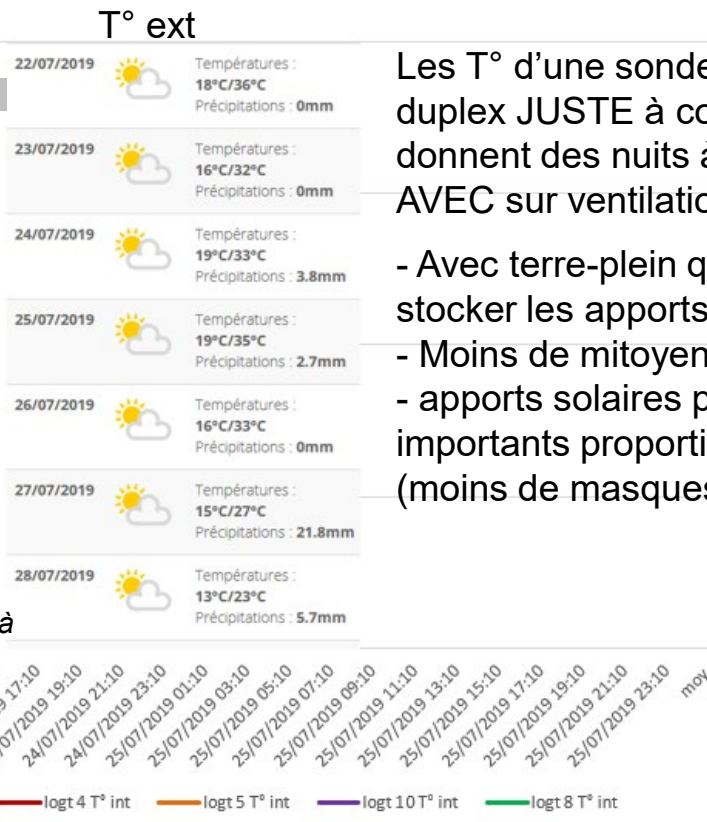 T° ext
22/07/2019
Températures :
18°C/36°C
Précipitations : 0mm
23/07/2019
Températures :
16°C/32°C
Précipitations : 0mm
24/07/2019
Températures :
19°C/33°C
Précipitations : 3.8mm
25/07/2019
Températures :
19°C/35°C
Précipitations : 2.7mm
26/07/2019
Températures :
16°C/33°C
Précipitations : 0mm
27/07/2019
Températures :
15°C/27°C
Précipitations : 21.8mm
28/07/2019
Températures :
13°C/23°C
Précipitations : 5.7mm
Les T° d’une sonde
duplex JUSTE à co
donnent des nuits à
AVEC sur ventilatio
- Avec terre-plein q
stocker les apports
- Moins de mitoyen
- apports solaires p
importants proporti
(moins de masques
à
9 17:10
07/2019 19:10
24/07/2019 21:10
24/07/2019 23:10
25/07/2019 01:10
25/07/2019 03:10
25/07/2019 05:10
25/07/2019 07:10
25/07/2019 09:10
25/07/2019 11:10
25/07/2019 13:10
25/07/2019 15:10
25/07/2019 17:10
25/07/2019 19:10
25/07/2019 21:10
25/07/2019 23:10
moy
logt 4 T° int logt 5 T° int logt 10 T° int logt 8 T° int